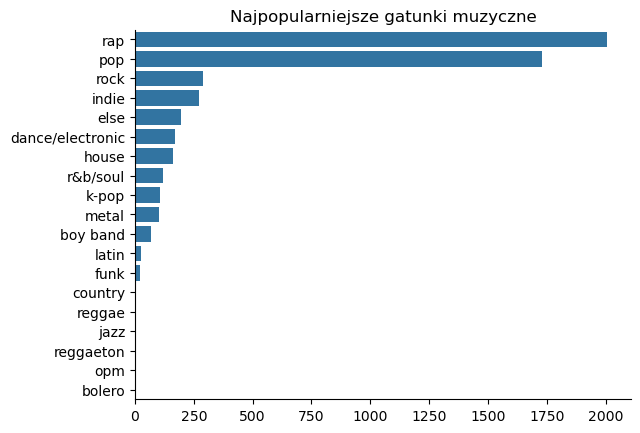 Najpopularniejsze gatunki muzyczne
rap
pop
rock
indie
else
dance/electronic
house
r&b/soul
k-pop
metal
boy band
latin
funk
country
reggae
jazz
reggaeton
opm
bolero
0 250 500 750 1000 1250 1500 1750 2000